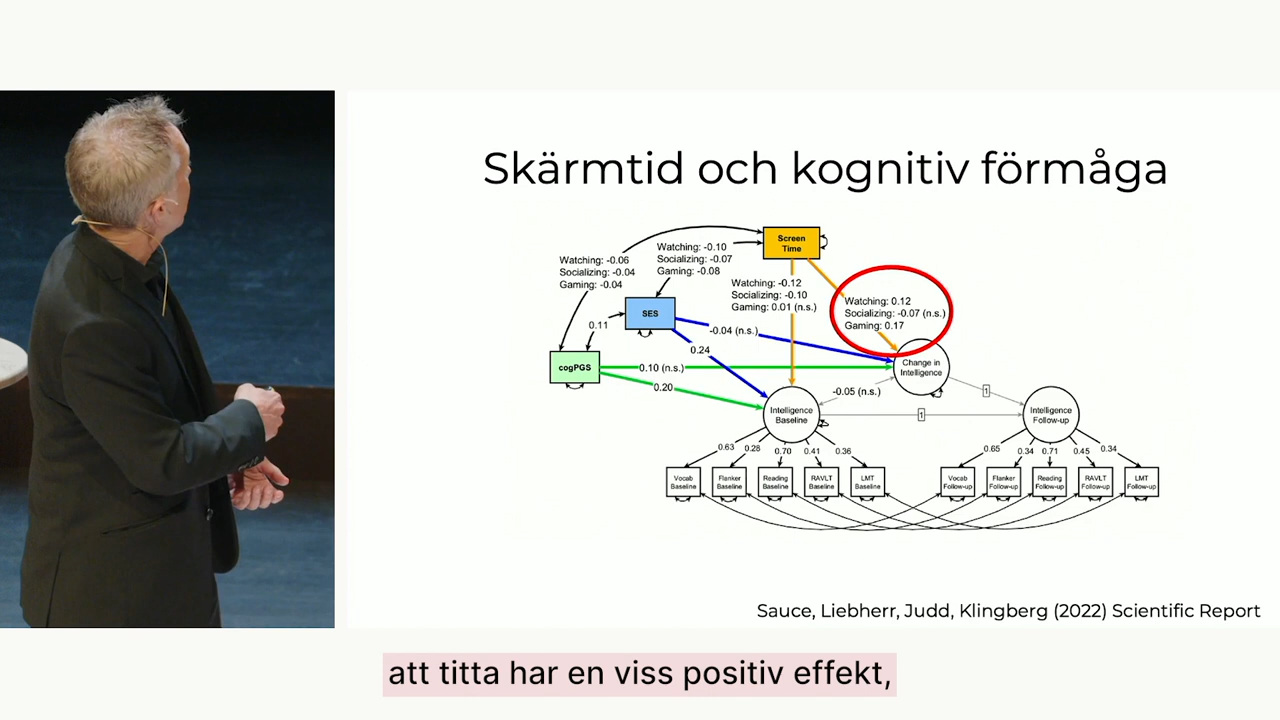 Skärmtid och kognitiv förmåga
Screen
Time
Watching: -0.10
Socializing: -0.07
Gaming: -0.08
Watching: -0.06
Socializing: -0.04
Gaming: -0.04
Watching: -0.12
Socializing: -0.10
Gaming: 0.01 (n.s.)
Watching: 0.12
Socializing: -0.07 (n.s.)
Gaming: 0.17
SES
0.11
-0.04 (n.s.)
0.24
cogPGS
0.10 (n.s.)
0.20
Change in
Intelligence
-0.05 (n.s.)
1
Intelligence
Baseline
1
Intelligence
Follow-up
0.63
0.28
0.70
0.41
0.36
0.65
0.34
0.71
0.45
0.34
Vocab
Baseline
Flanker
Baseline
Reading
Baseline
RAVLT
Baseline
LMT
Baseline
Vocab
Follow-up
Flanker
Follow-up
Reading
Follow-up
RAVLT
Follow-up
LMT
Follow-up
Sauce, Liebherr, Judd, Klingberg (2022) Scientific Report
att titta har en viss positiv effekt,